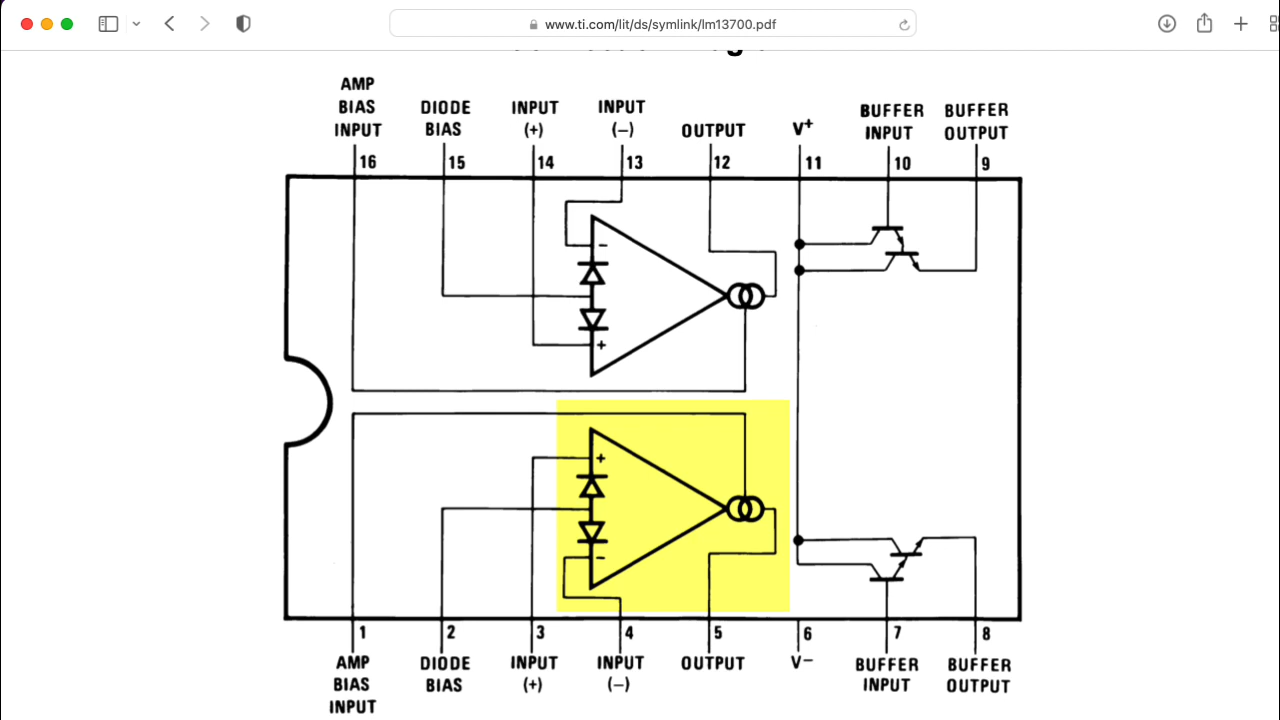 www.ti.com/lit/ds/symlink/lm13700.pdf
AMP
BIAS
INPUT
DIODE
BIAS
INPUT
(+)
INPUT
(–)
OUTPUT
V+
BUFFER
INPUT
BUFFER
OUTPUT
16
15
14
13
12
11
10
9
−
+
+
−
1
2
3
4
5
6
7
8
AMP
BIAS
INPUT
DIODE
BIAS
INPUT
(+)
INPUT
(–)
OUTPUT
V–
BUFFER
INPUT
BUFFER
OUTPUT